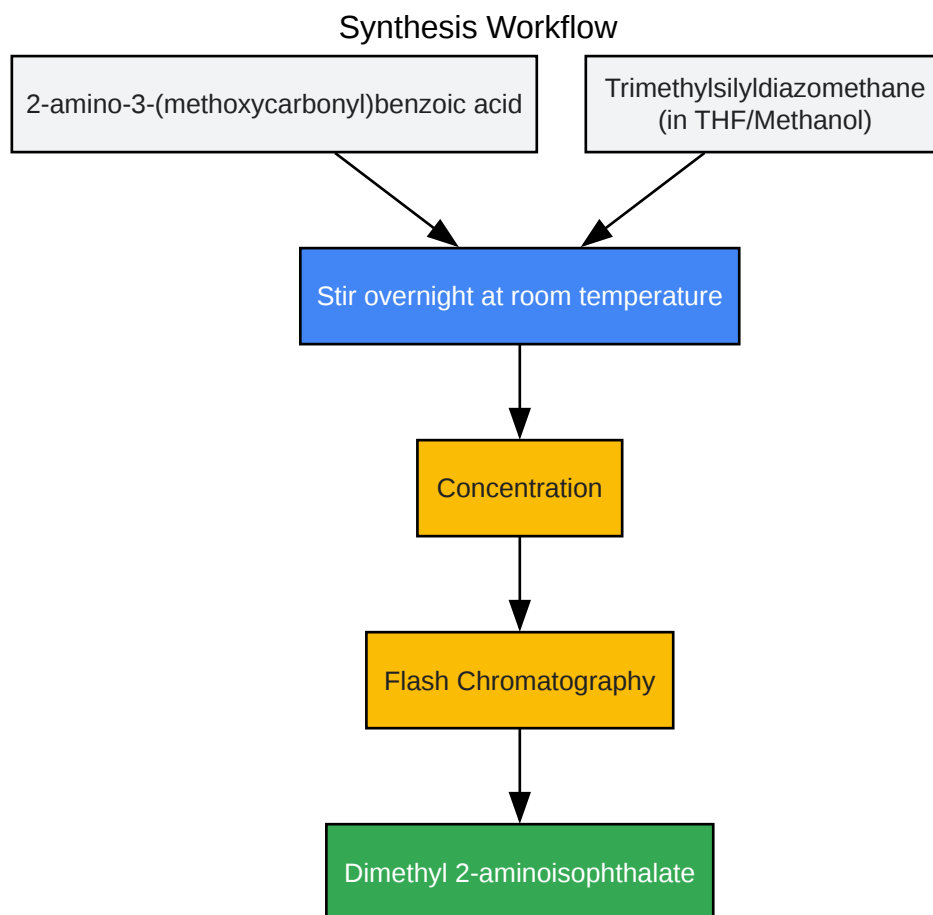 Synthesis Workflow
2-amino-3-(methoxycarbonyl)benzoic acid
Trimethylsilyldiazomethane
(in THF/Methanol)
Stir overnight at room temperature
Concentration
Flash Chromatography
Dimethyl 2-aminoisophthalate